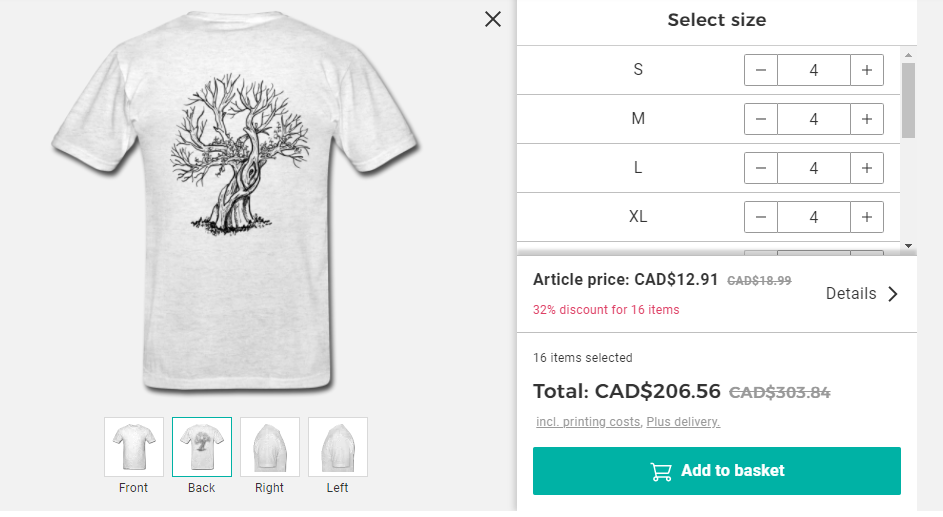 Select size
S − 4 +
M − 4 +
L − 4 +
XL − 4 +
Article price: CAD$12.91 CAD$18.99
32% discount for 16 items
Details
16 items selected
Total: CAD$206.56 CAD$303.84
incl. printing costs, Plus delivery.
Add to basket
Front Back Right Left